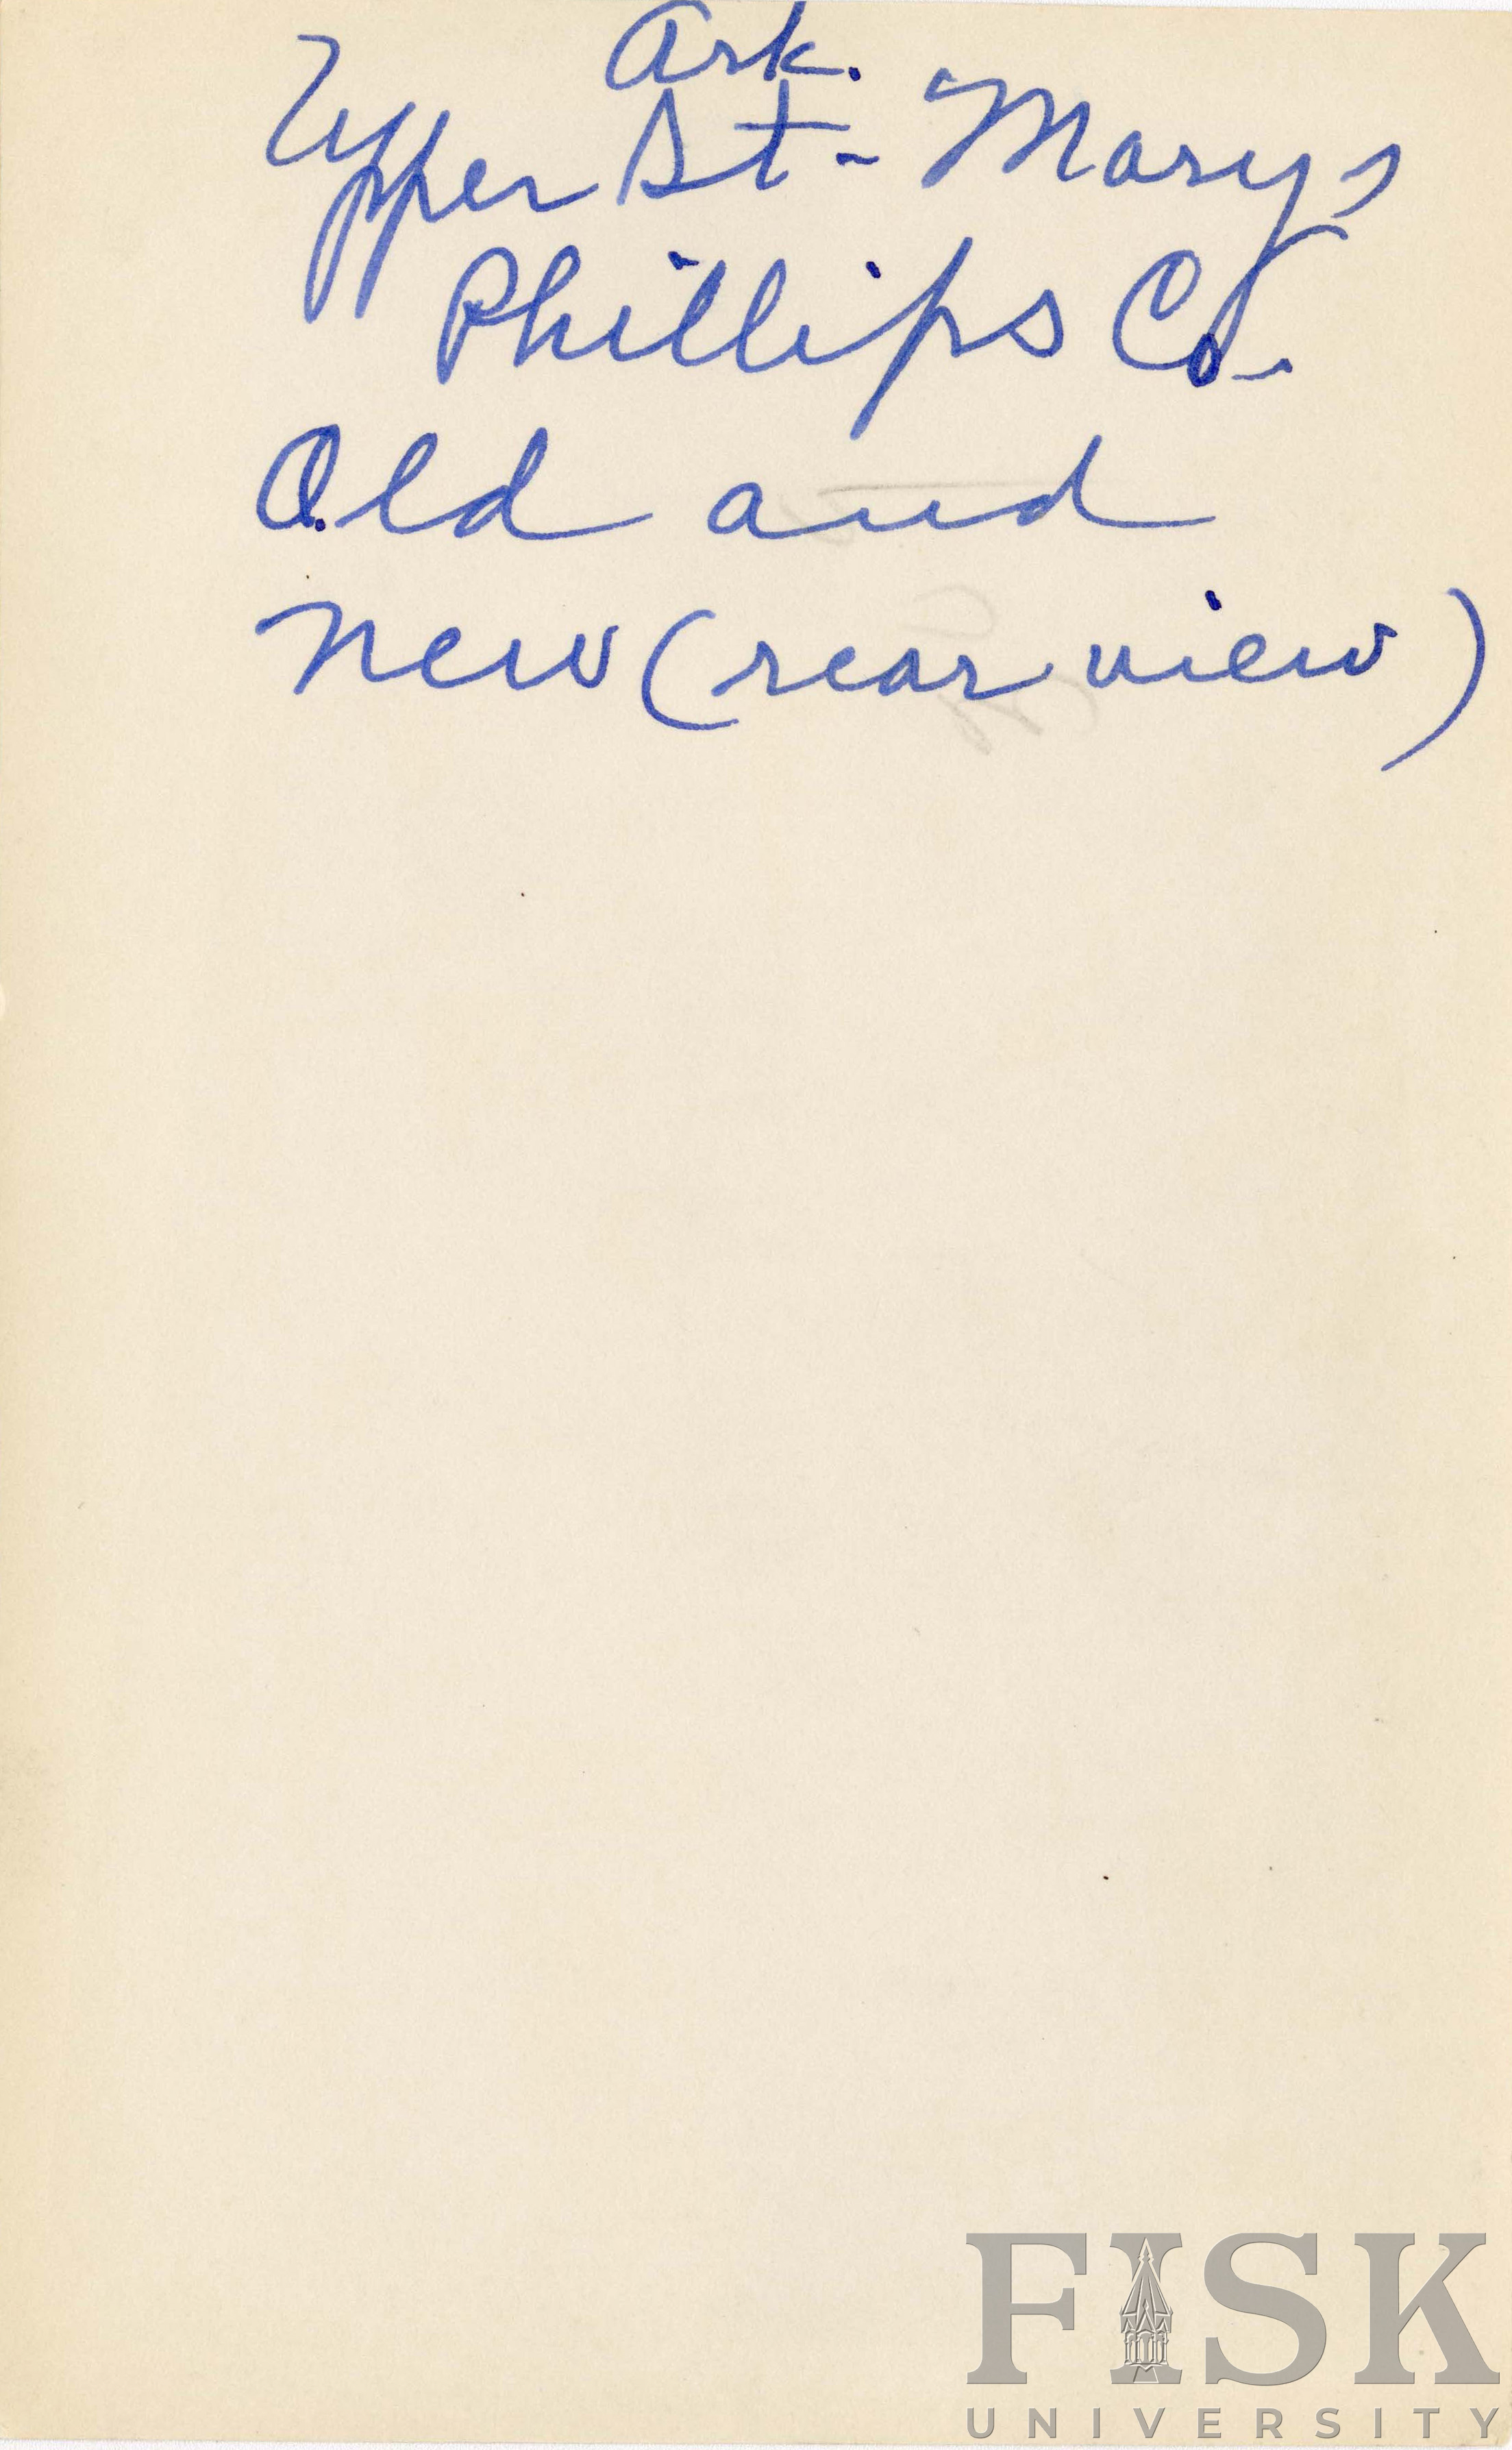 Ark.
Upper St. Marys
Phillips Co.
Old and
New (rear view)
FISK
UNIVERSITY